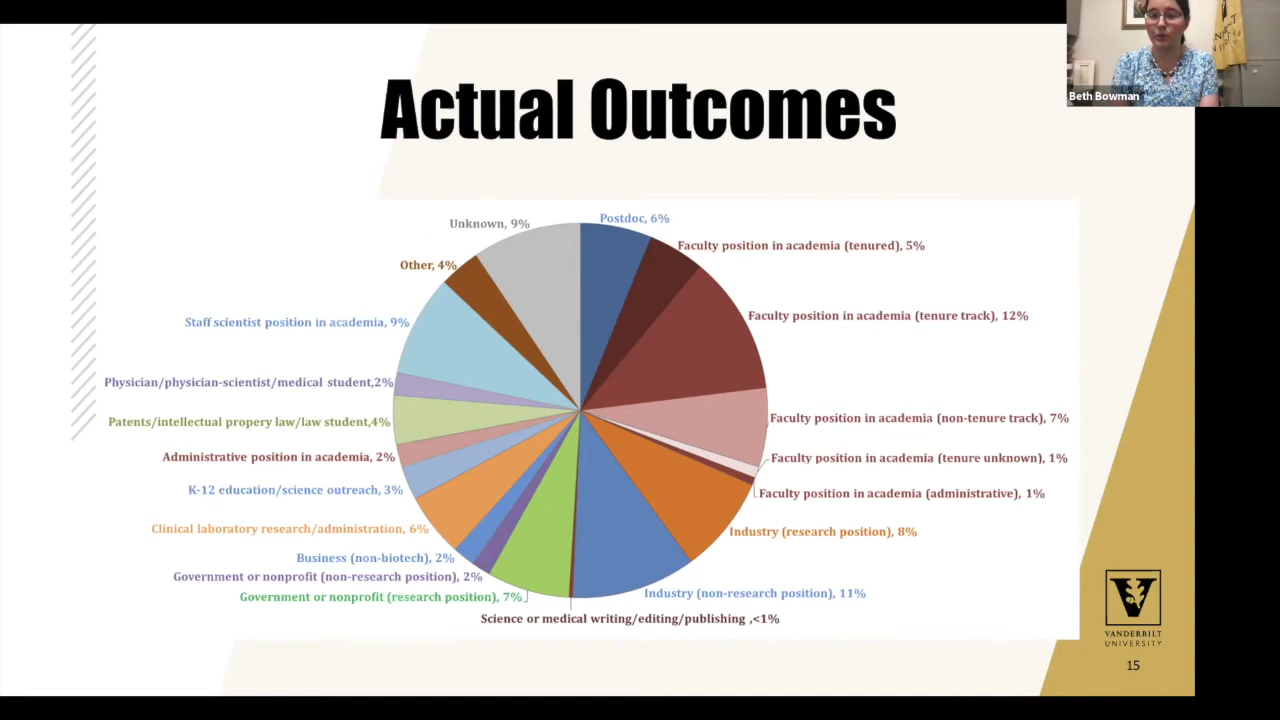 Actual Outcomes
Beth Bowman
Unknown, 9%
Postdoc, 6%
Faculty position in academia (tenured), 5%
Other, 4%
Faculty position in academia (tenure track), 12%
Staff scientist position in academia, 9%
Physician/physician-scientist/medical student,2%
Faculty position in academia (non-tenure track), 7%
Patents/intellectual propery law/law student,4%
Administrative position in academia, 2%
Faculty position in academia (tenure unknown), 1%
K-12 education/science outreach, 3%
Faculty position in academia (administrative), 1%
Clinical laboratory research/administration, 6%
Industry (research position), 8%
Business (non-biotech), 2%
Government or nonprofit (non-research position), 2%
Government or nonprofit (research position), 7%
Industry (non-research position), 11%
Science or medical writing/editing/publishing ,<1%
V
VANDERBILT
UNIVERSITY
15